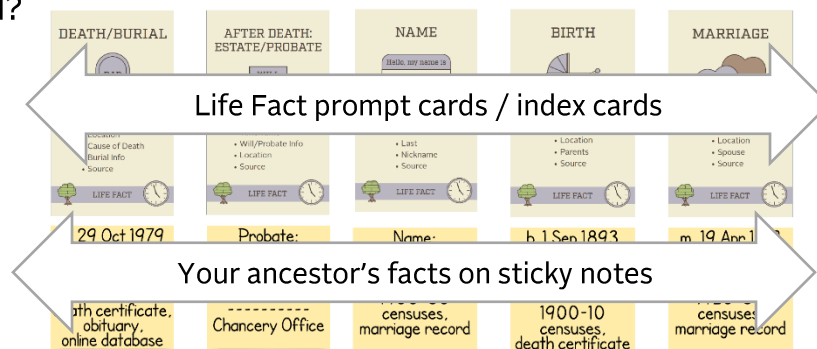 ?
DEATH/BURIAL
AFTER DEATH:
ESTATE/PROBATE
NAME
BIRTH
MARRIAGE
Hello, my name is
Life Fact prompt cards / index cards
Cause of Death
Burial Info
• Source
• Will/Probate Info
• Location
• Source
• Last
• Nickname
• Source
• Location
• Parents
• Source
• Location
• Spouse
• Source
LIFE FACT
LIFE FACT
LIFE FACT
LIFE FACT
LIFE FACT
29 Oct 1979
Probate:
Name:
b. 1 Sep 1893
m. 19 Apr
Your ancestor's facts on sticky notes
certificate,
obituary,
online database
Chancery Office
censuses,
marriage record
1900-10
censuses,
death certificate
marriage record